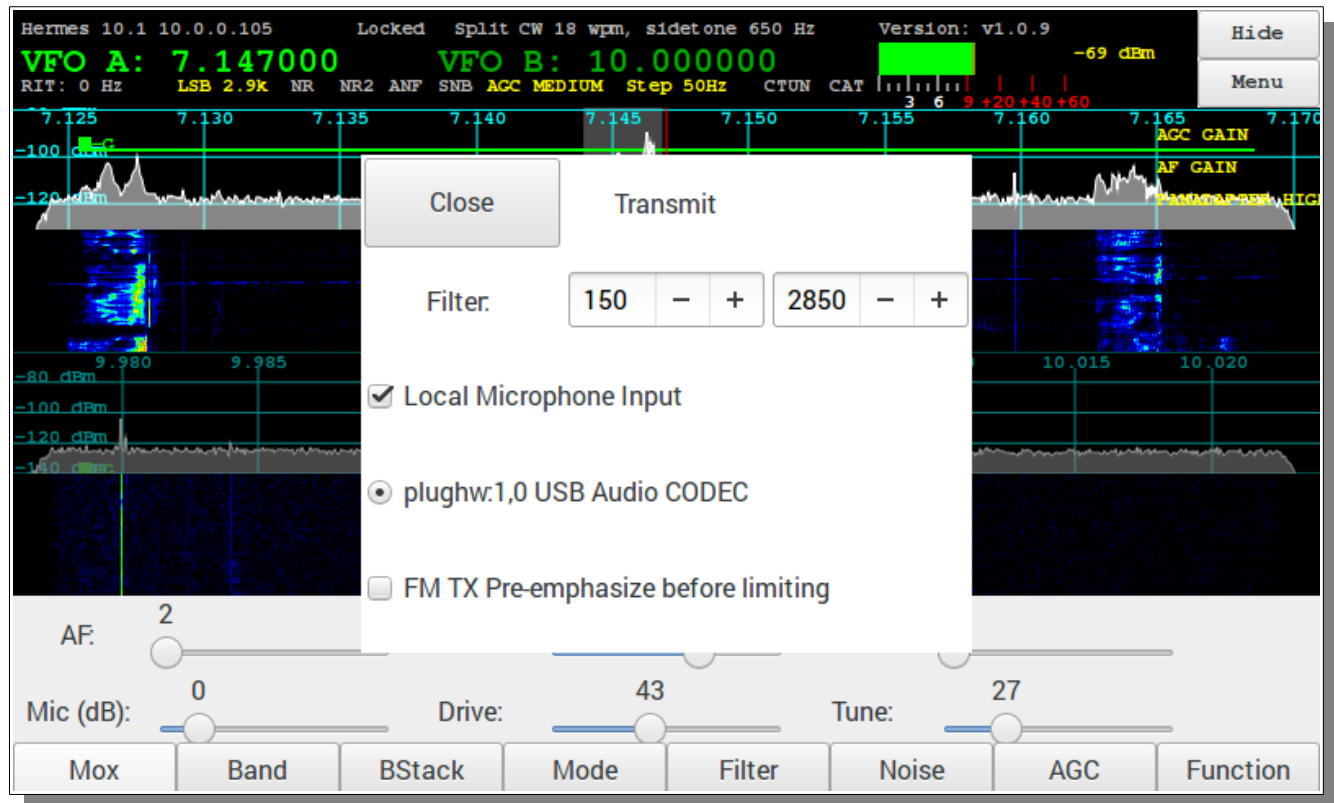 Hermes 10.1 10.0.0.105 Locked Split CW 18 wpm, sidetone 650 Hz Version: v1.0.9 Hide
VFO A: 7.147000 VFO B: 10.000000 -69 dBm
RIT: 0 Hz LSB 2.9k NR NR2 ANF SNB AGC MEDIUM Step 50Hz CTUN CAT Menu
3 6 9 +20 +40 +60
7.125 7.130 7.135 7.140 7.145 7.150 7.155 7.160 7.165 7.170
-G AGC GAIN
-100 dBm
AF GAIN
-120 dBm PANADAPTER HIG
Close Transmit
Filter: 150 − + 2850 − +
9.980 9.985 10.015 10.020
-80 dBm
Local Microphone Input
-100 dBm
-120 dBm
-140 dBm
plughw:1,0 USB Audio CODEC
FM TX Pre-emphasize before limiting
AF: 2
Mic (dB): 0 Drive: 43 Tune: 27
Mox Band BStack Mode Filter Noise AGC Function